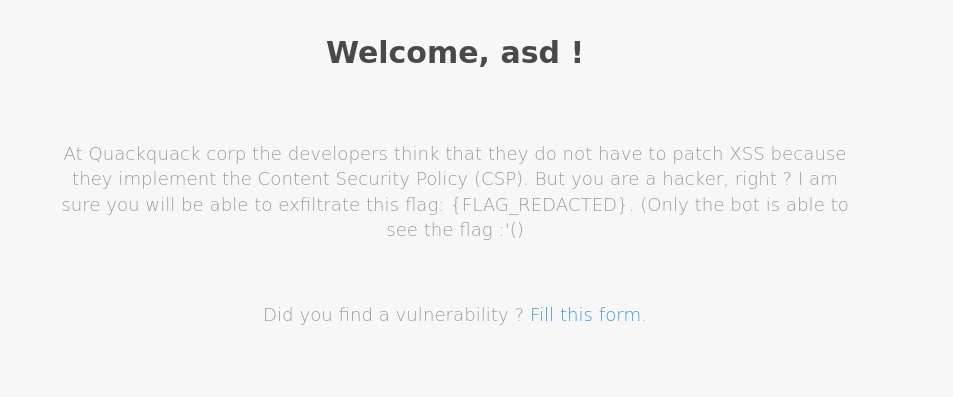 Welcome, asd !
At Quackquack corp the developers think that they do not have to patch XSS because
they implement the Content Security Policy (CSP). But you are a hacker, right ? I am
sure you will be able to exfiltrate this flag: {FLAG_REDACTED}. (Only the bot is able to
see the flag :'()
Did you find a vulnerability ? Fill this form.